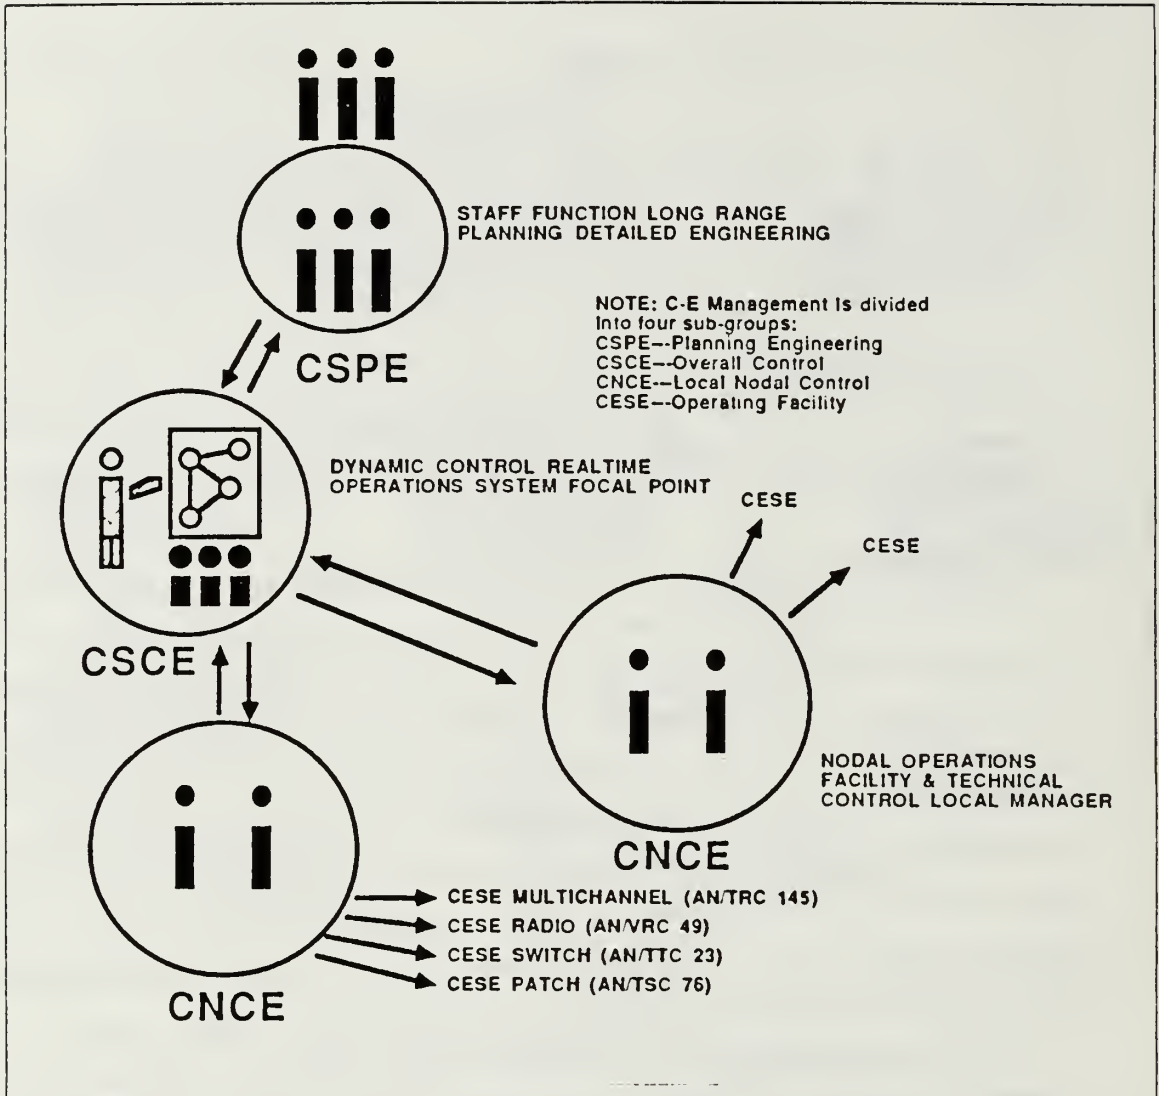 STAFF FUNCTION LONG RANGE
PLANNING DETAILED ENGINEERING
NOTE: C-E Management is divided
Into four sub-groups:
CSPE--Planning Engineering
CSCE--Overall Control
CNCE--Local Nodal Control
CESE--Operating Facility
CSPE
DYNAMIC CONTROL REALTIME
OPERATIONS SYSTEM FOCAL POINT
CESE
CESE
CSCE
NODAL OPERATIONS
FACILITY & TECHNICAL
CONTROL LOCAL MANAGER
CNCE
CESE MULTICHANNEL (AN/TRC 145)
CESE RADIO (AN/VRC 49)
CESE SWITCH (AN/TTC 23)
CESE PATCH (AN/TSC 76)
CNCE